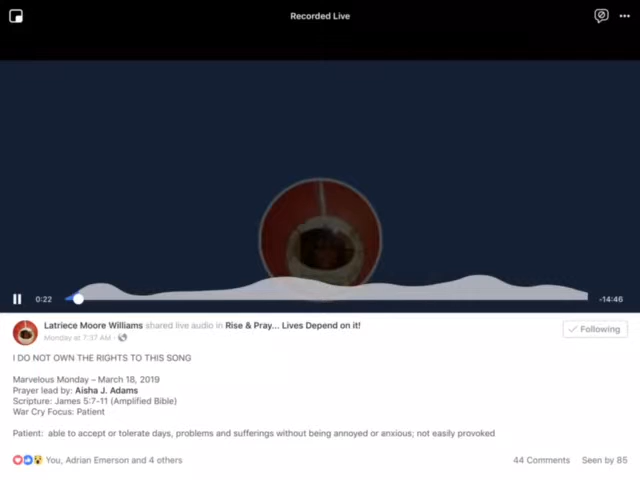 Recorded Live
0:22
-14:46
Latriece Moore Williams shared live audio in Rise & Pray... Lives Depend on it!
Following
Monday at 7:37 AM ·
I DO NOT OWN THE RIGHTS TO THIS SONG
Marvelous Monday – March 18, 2019
Prayer lead by: Aisha J. Adams
Scripture: James 5:7-11 (Amplified Bible)
War Cry Focus: Patient
Patient: able to accept or tolerate days, problems and sufferings without being annoyed or anxious; not easily provoked
You, Adrian Emerson and 4 others
44 Comments
Seen by 85